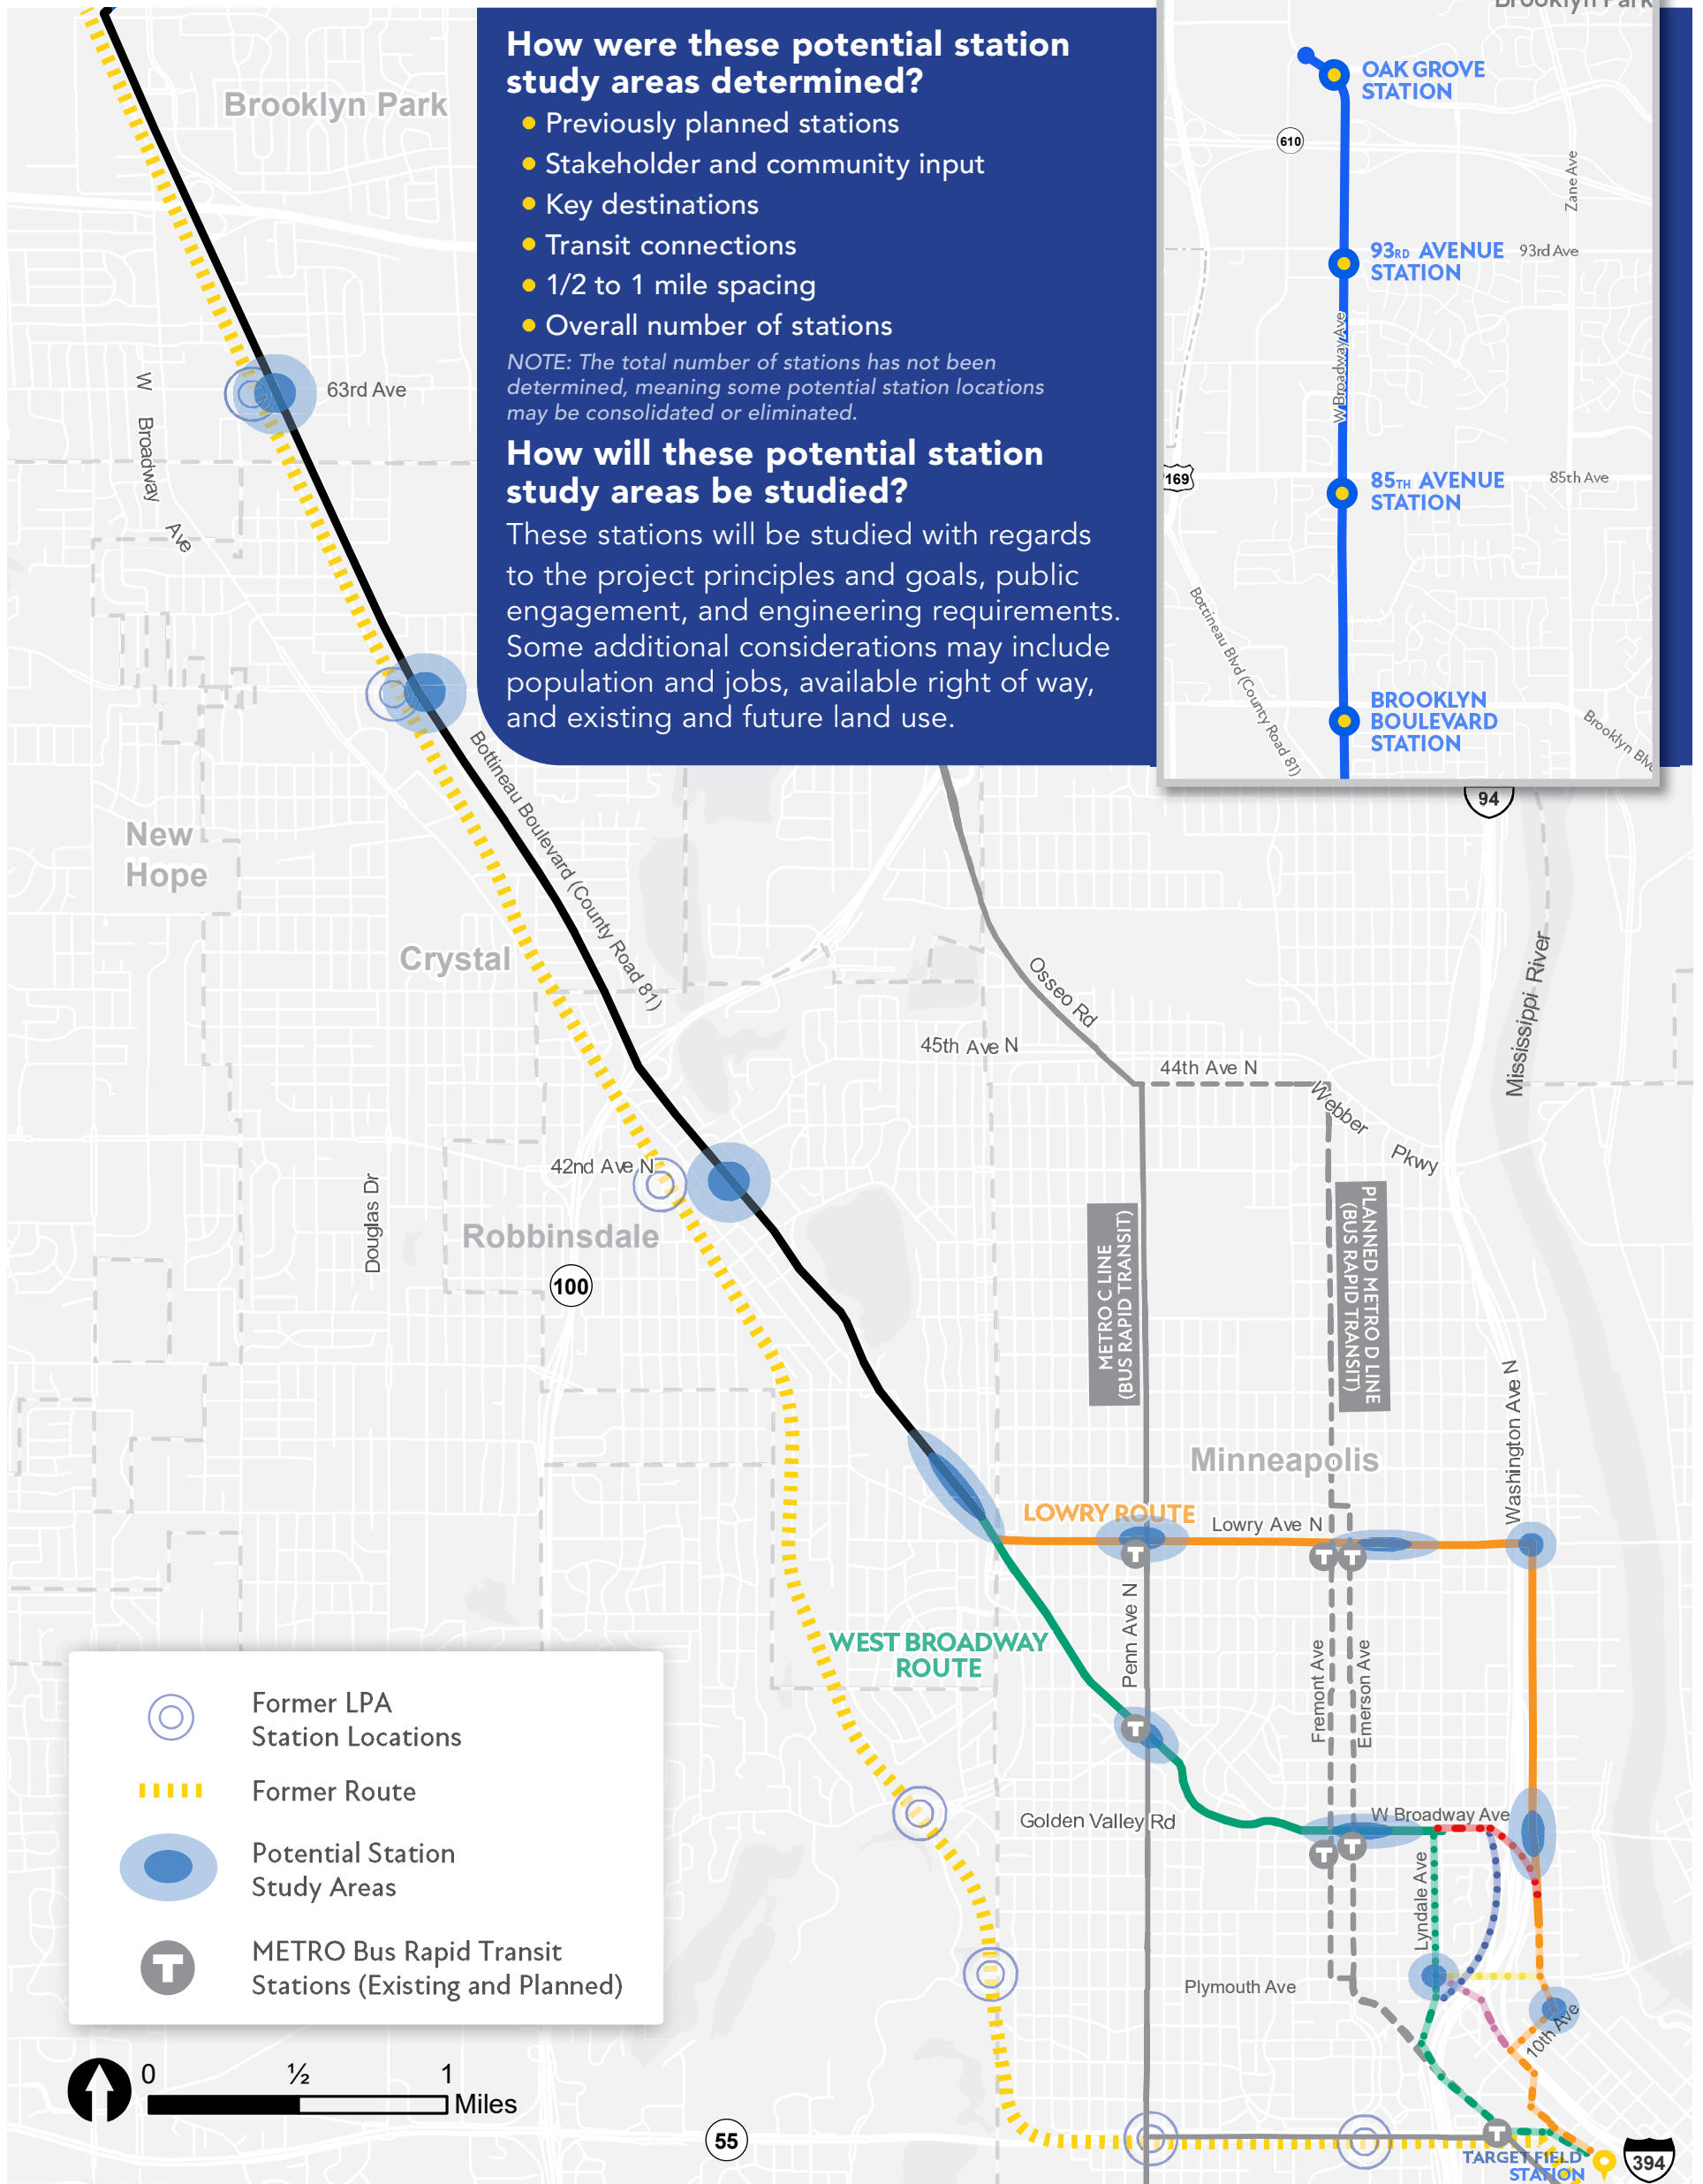 How were these potential station
study areas determined?
Previously planned stations
Stakeholder and community input
Key destinations
Transit connections
1/2 to 1 mile spacing
Overall number of stations
NOTE: The total number of stations has not been
determined, meaning some potential station locations
may be consolidated or eliminated.
How will these potential station
study areas be studied?
These stations will be studied with regards
to the project principles and goals, public
engagement, and engineering requirements.
Some additional considerations may include
population and jobs, available right of way,
and existing and future land use.
Brooklyn Park
OAK GROVE
STATION
610
Zane Ave
93RD AVENUE
STATION
93rd Ave
W Broadway Ave
169
85TH AVENUE
STATION
85th Ave
Bottineau Blvd (County Road 81)
BROOKLYN
BOULEVARD
STATION
Brooklyn Blv
94
Brooklyn Park
63rd Ave
W Broadway Ave
Bottineau Boulevard (County Road 81)
New
Hope
Crystal
Osseo Rd
45th Ave N
44th Ave N
Webber Pkwy
Mississippi River
42nd Ave N
Douglas Dr
Robbinsdale
100
METRO C LINE
(BUS RAPID TRANSIT)
PLANNED METRO D LINE
(BUS RAPID TRANSIT)
Minneapolis
Washington Ave N
LOWRY ROUTE
Lowry Ave N
T
T
T
Penn Ave N
WEST BROADWAY
ROUTE
Fremont Ave
Emerson Ave
T
Golden Valley Rd
W Broadway Ave
T
T
Lyndale Ave
Plymouth Ave
10th Ave
T
TARGET FIELD
STATION
394
55
Former LPA
Station Locations
Former Route
Potential Station
Study Areas
T
METRO Bus Rapid Transit
Stations (Existing and Planned)
0 ½ 1
Miles